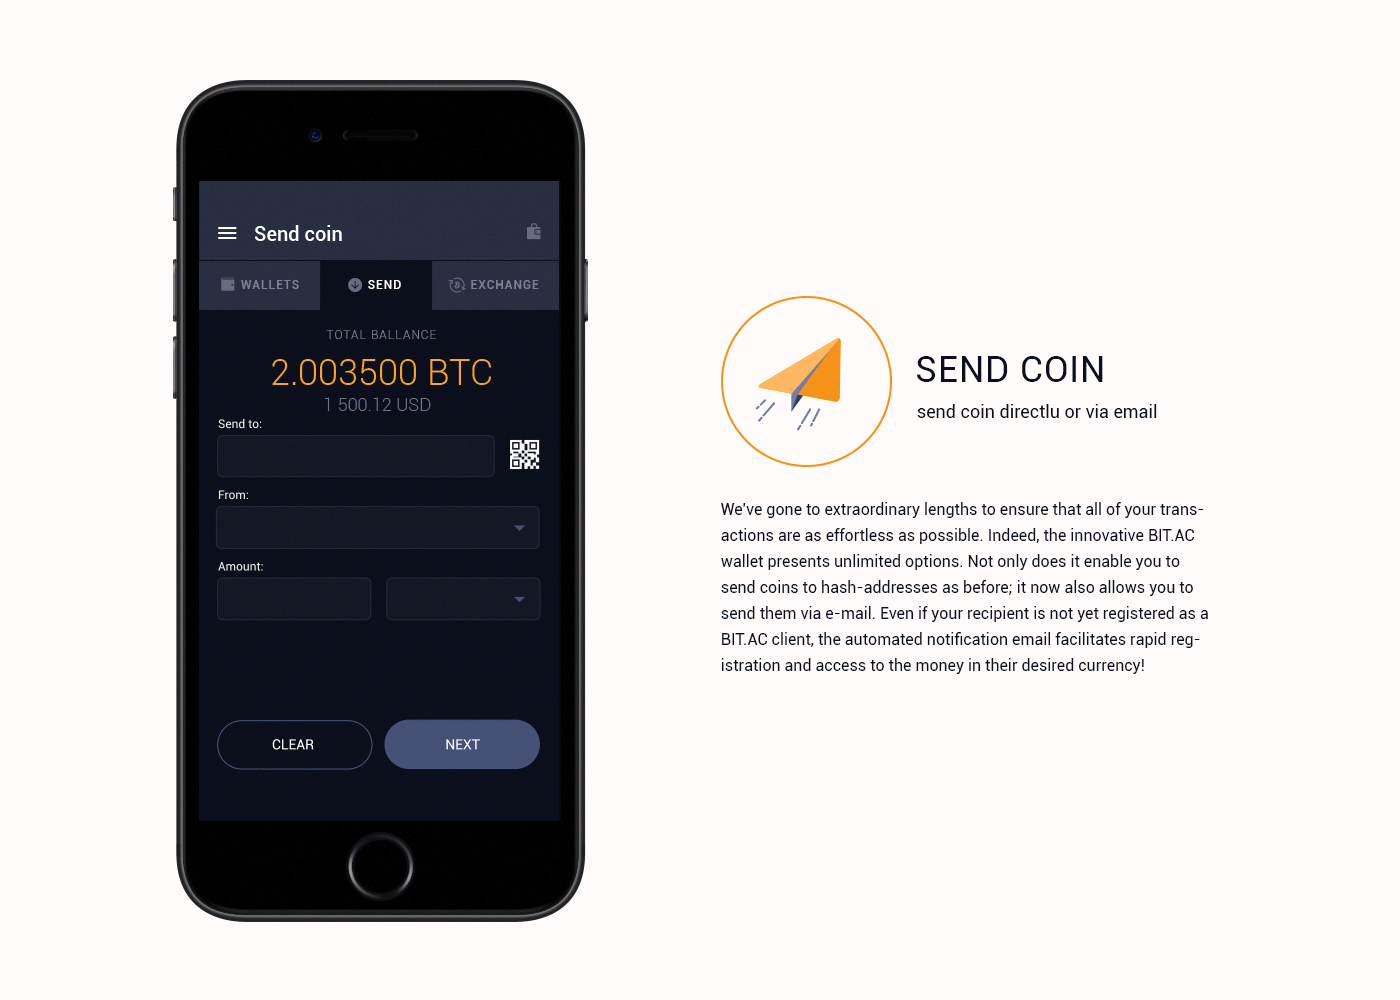 Send coin
WALLETS
SEND
EXCHANGE
TOTAL BALLANCE
2.003500 BTC
1 500.12 USD
Send to:
From:
Amount:
CLEAR
NEXT
SEND COIN
send coin directlu or via email
We've gone to extraordinary lengths to ensure that all of your trans-
actions are as effortless as possible. Indeed, the innovative BIT.AC
wallet presents unlimited options. Not only does it enable you to
send coins to hash-addresses as before; it now also allows you to
send them via e-mail. Even if your recipient is not yet registered as a
BIT.AC client, the automated notification email facilitates rapid reg-
istration and access to the money in their desired currency!